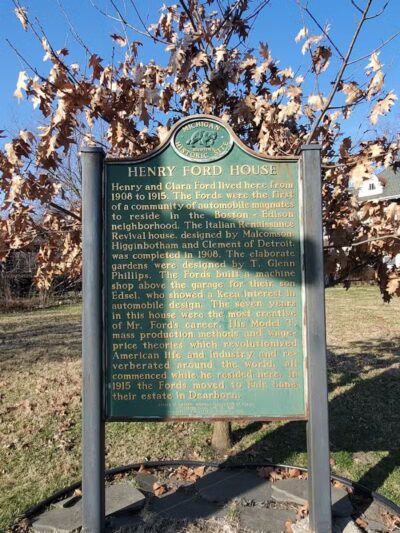 MICHIGAN
HISTORIC SITE
HENRY FORD HOUSE
Henry and Clara Ford lived here from
1908 to 1915. The Fords were the first
of a community of automobile magnates
to reside in the Boston-Edison
neighborhood. The Italian Renaissance
Revival house, designed by Malcomson,
Higginbotham and Clement of Detroit,
was completed in 1908. The elaborate
gardens were designed by T. Glenn
Phillips. The Fords built a machine
shop above the garage for their son
Edsel, who showed a keen interest in
automobile design. The seven years
in this house were the most creative
of Mr. Ford's career. His Model T,
mass production methods and wage-
price theories which revolutionized
American life and industry and re-
verberated around the world, all
commenced while he resided here. In
1915 the Fords moved to Fair Lane,
their estate in Dearborn.